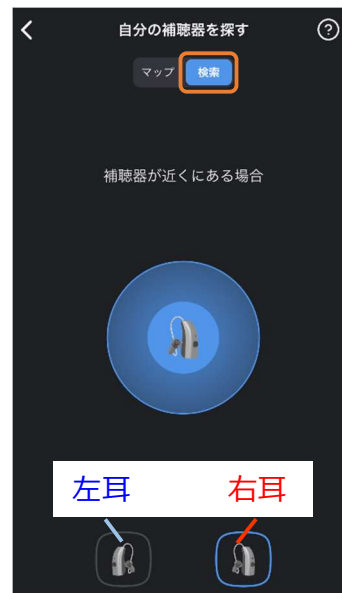 自分の補聴器を探す
マップ 検索
補聴器が近くにある場合
左耳 右耳